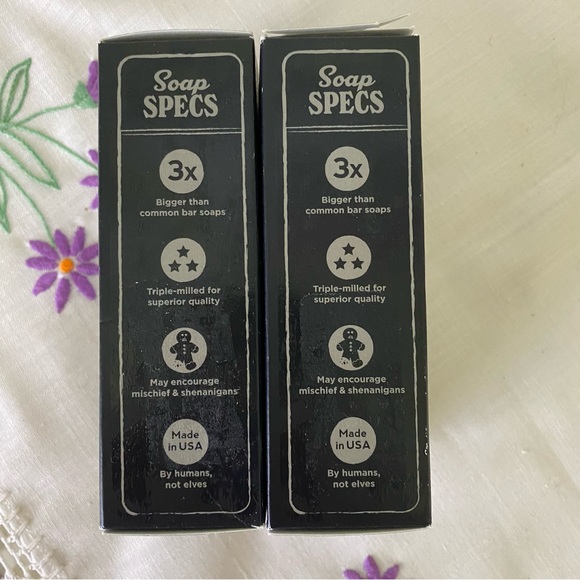 Soap
SPECS
3x
Bigger than
common bar soaps
Triple-milled for
superior quality
May encourage
mischief & shenanigans
Made
in USA
By humans,
not elves
Soap
SPECS
3x
Bigger than
common bar soaps
Triple-milled for
superior quality
May encourage
mischief & shenanigans
Made
in USA
By humans,
not elves